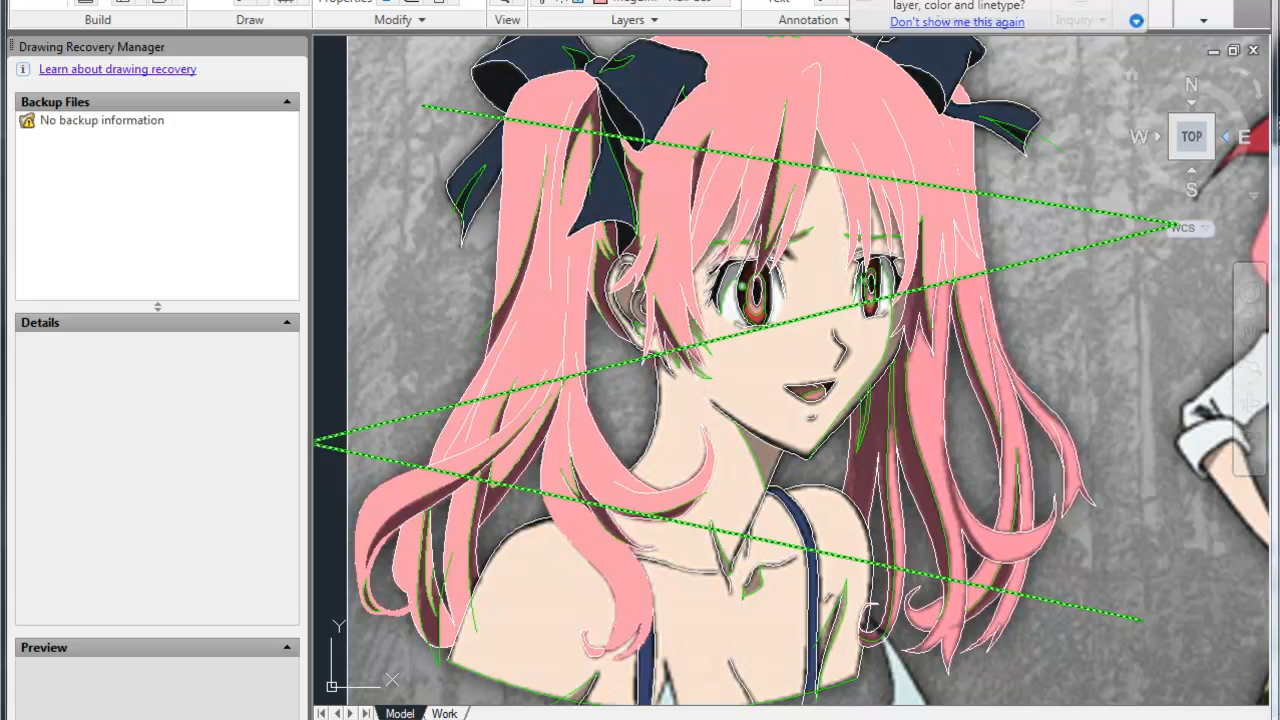 Build
Draw
Modify
View
Layers
Annotation
layer, color and linetype?
Don't show me this again
Inquiry
Drawing Recovery Manager
Learn about drawing recovery
Backup Files
No backup information
Details
Preview
N
W
TOP
E
S
WCS
Y
X
Model
Work